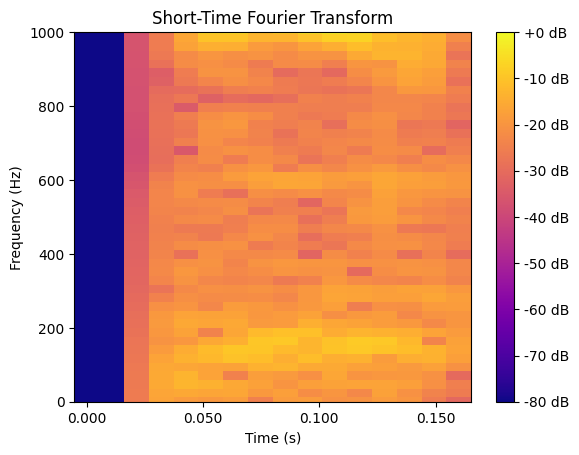 Short-Time Fourier Transform
Frequency (Hz)
1000
800
600
400
200
0
0.000
0.050
0.100
0.150
Time (s)
+0 dB
-10 dB
-20 dB
-30 dB
-40 dB
-50 dB
-60 dB
-70 dB
-80 dB